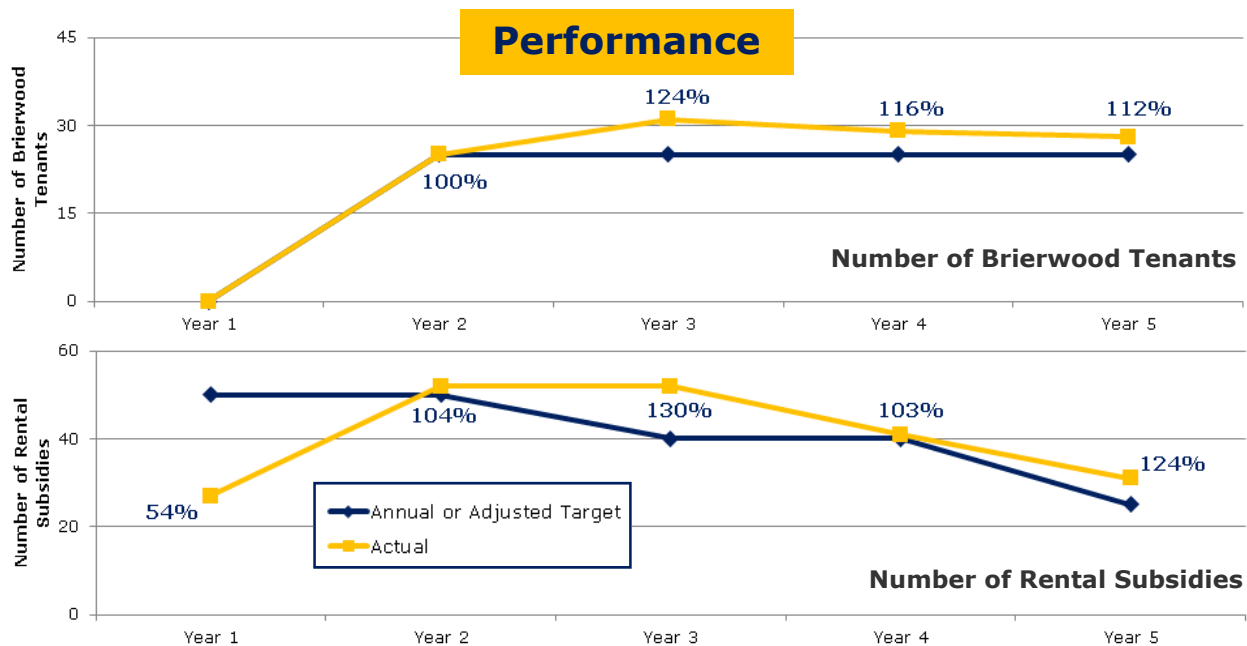 Performance
Number of Brierwood
Tenants
45
30
15
0
124%
116%
112%
100%
Number of Brierwood Tenants
Year 1
Year 2
Year 3
Year 4
Year 5
Number of Rental
Subsidies
60
40
20
0
104%
130%
103%
124%
54%
Annual or Adjusted Target
Actual
Number of Rental Subsidies
Year 1
Year 2
Year 3
Year 4
Year 5